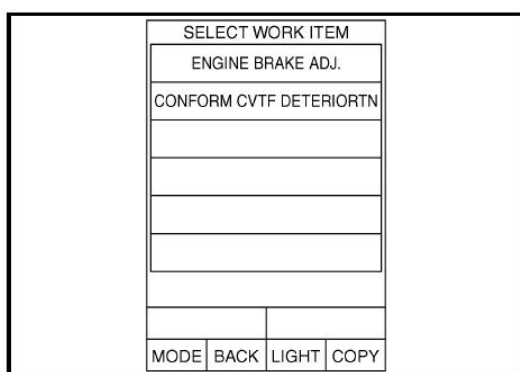 SELECT WORK ITEM
ENGINE BRAKE ADJ.
CONFORM CVTF DETERIORTN
MODE BACK LIGHT COPY